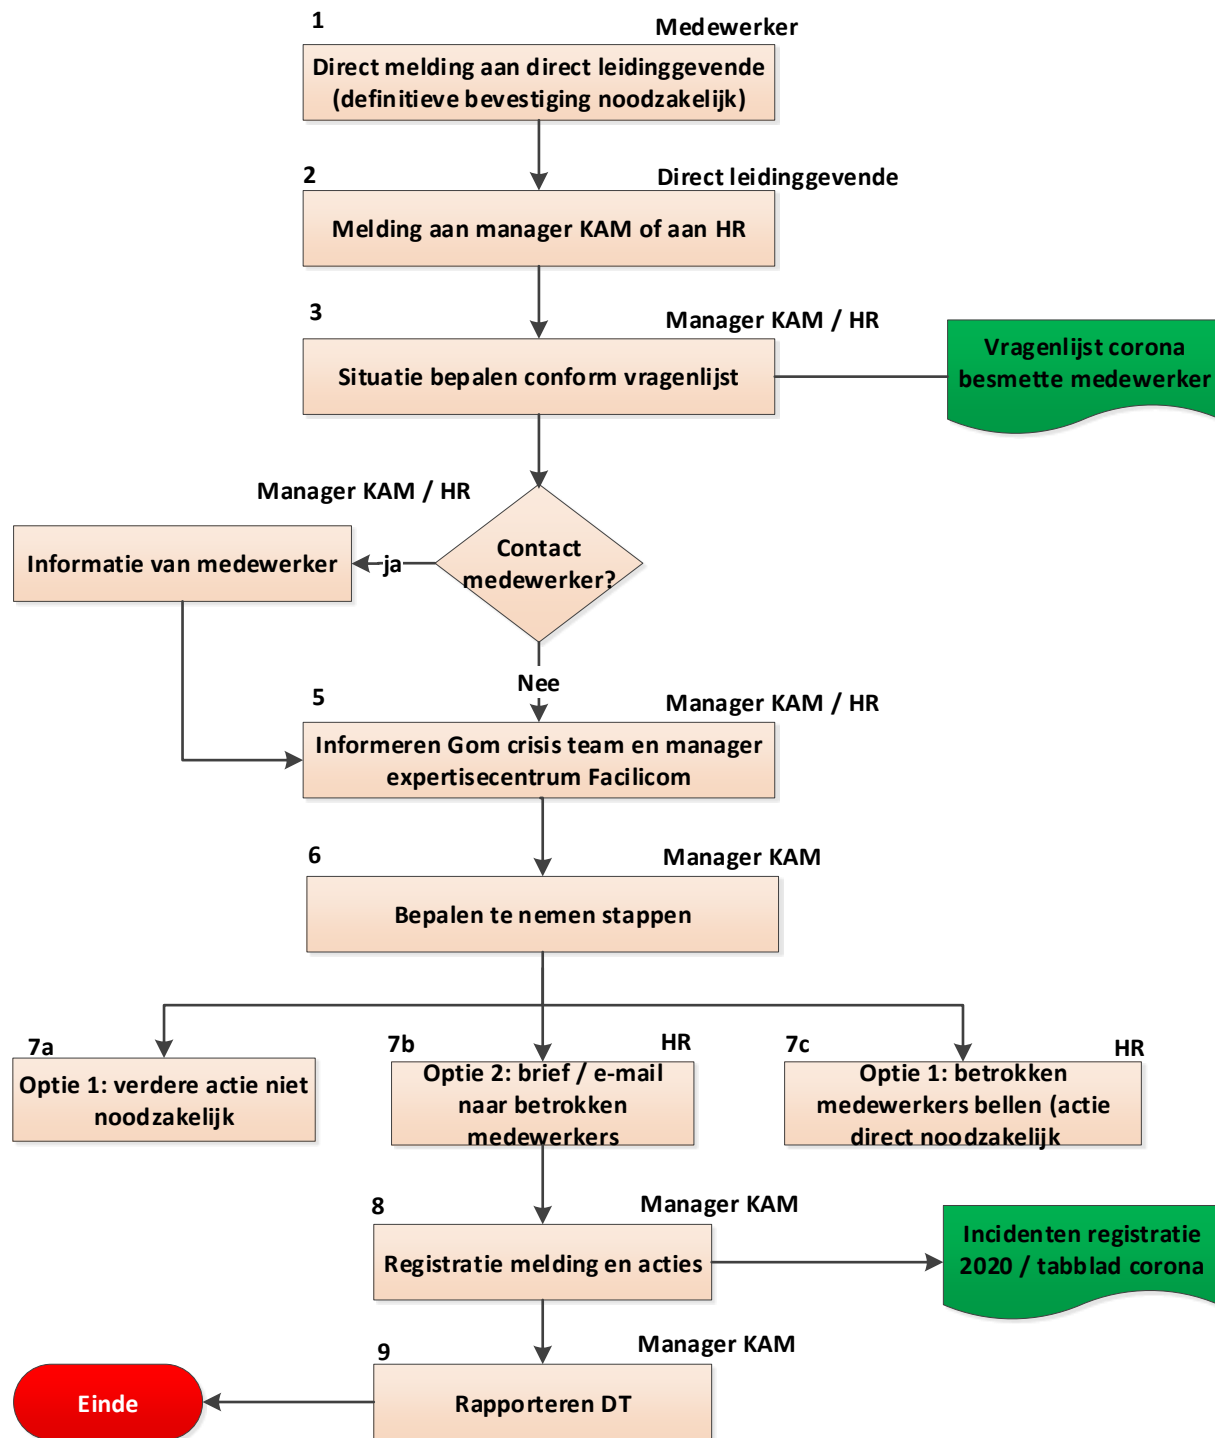 1
Medewerker
Direct melding aan direct leidinggevende
(definitieve bevestiging noodzakelijk)
2
Direct leidinggevende
Melding aan manager KAM of aan HR
3
Manager KAM / HR
Situatie bepalen conform vragenlijst
Vragenlijst corona
besmette medewerker
Manager KAM / HR
Informatie van medewerker
ja
Contact
medewerker?
Nee
5
Manager KAM / HR
Informeren Gom crisis team en manager
expertisecentrum Facilicom
6
Manager KAM
Bepalen te nemen stappen
7a
Optie 1: verdere actie niet
noodzakelijk
7b
HR
Optie 2: brief / e-mail
naar betrokken
medewerkers
7c
HR
Optie 1: betrokken
medewerkers bellen (actie
direct noodzakelijk
8
Manager KAM
Registratie melding en acties
Incidenten registratie
2020 / tabblad corona
9
Manager KAM
Rapporteren DT
Einde